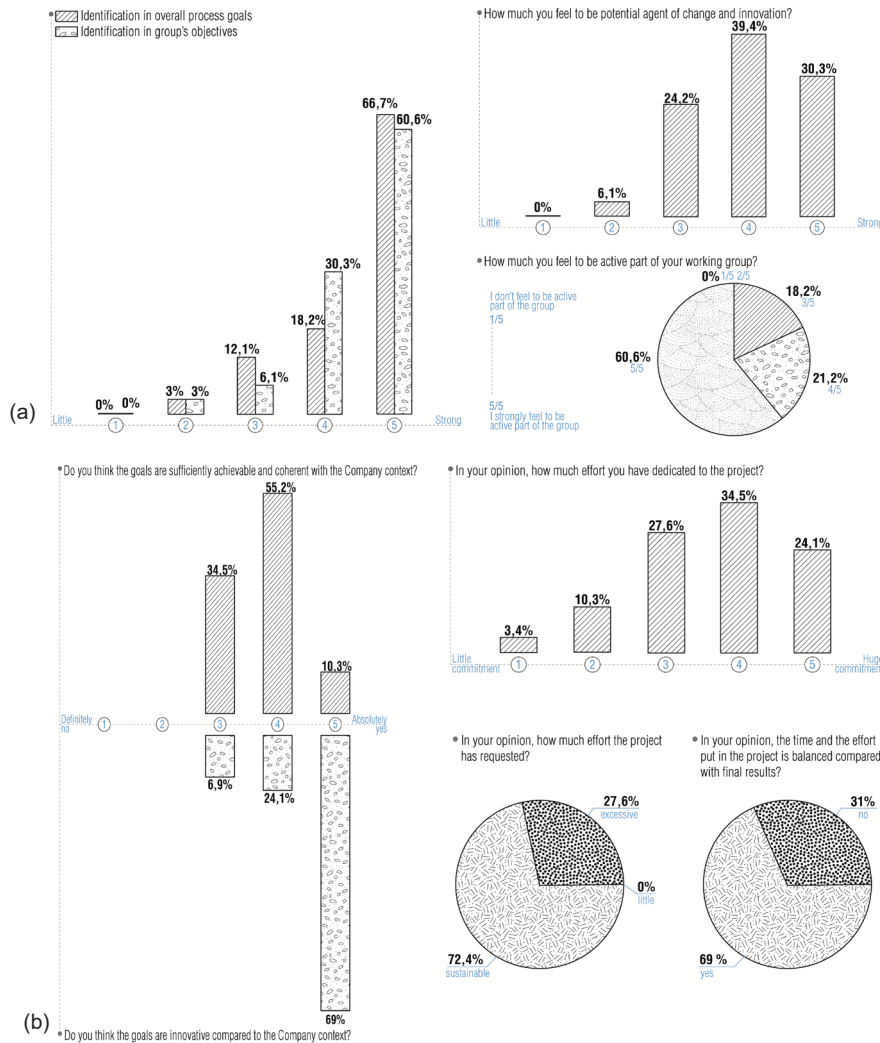 Identification in overall process goals
Identification in group's objectives
66,7%
60,6%
30,3%
18,2%
12,1%
6,1%
3% 3%
0% 0%
(a)
Little
1
2
3
4
5
Strong
How much you feel to be potential agent of change and innovation?
39,4%
30,3%
24,2%
6,1%
0%
Little
1
2
3
4
5
Strong
How much you feel to be active part of your working group?
0% 1/5 2/5
I don't feel to be active
part of the group
1/5
18,2%
3/5
60,6%
5/5
21,2%
4/5
5/5
I strongly feel to be
active part of the group
Do you think the goals are sufficiently achievable and coherent with the Company context?
55,2%
34,5%
10,3%
Definitely
no
1
2
3
4
5
Absolutely
yes
6,9%
24,1%
69%
(b)
Do you think the goals are innovative compared to the Company context?
In your opinion, how much effort you have dedicated to the project?
34,5%
27,6%
24,1%
10,3%
3,4%
Little
commitment
1
2
3
4
5
Huge
commitment
In your opinion, how much effort the project
has requested?
27,6%
excessive
0%
little
72,4%
sustainable
In your opinion, the time and the effort
put in the project is balanced compared
with final results?
31%
no
69 %
yes